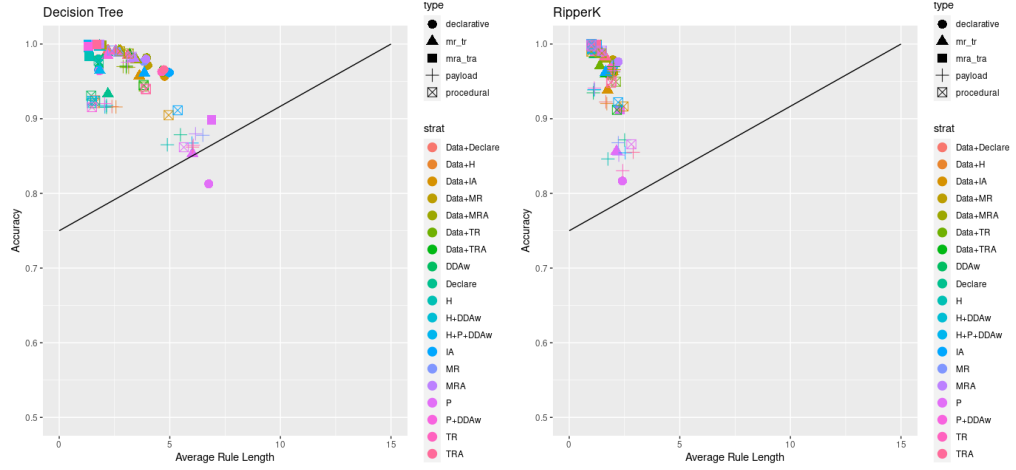 Decision Tree
1.0
0.9
0.8
0.7
0.6
0.5
0
5
10
15
Accuracy
Average Rule Length
type
declarative
mr_tr
mra_tra
payload
procedural
strat
Data+Declare
Data+H
Data+IA
Data+MR
Data+MRA
Data+TR
Data+TRA
DDAw
Declare
H
H+DDAw
H+P+DDAw
IA
MR
MRA
P
P+DDAw
TR
TRA
RipperK
1.0
0.9
0.8
0.7
0.6
0.5
0
5
10
15
Accuracy
Average Rule Length
type
declarative
mr_tr
mra_tra
payload
procedural
strat
Data+Declare
Data+H
Data+IA
Data+MR
Data+MRA
Data+TR
Data+TRA
DDAw
Declare
H
H+DDAw
H+P+DDAw
IA
MR
MRA
P
P+DDAw
TR
TRA